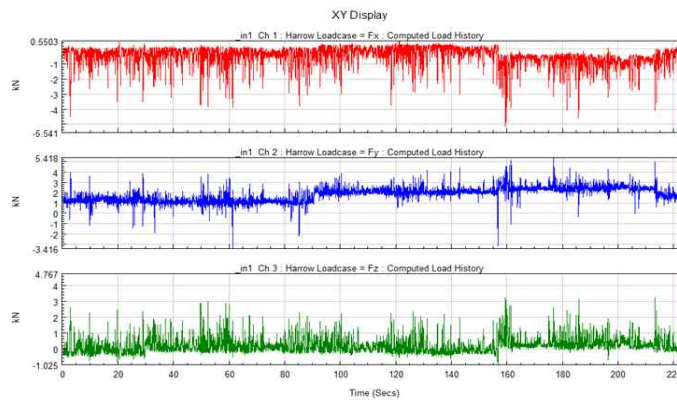 XY Display
_in1 Ch 1 : Harrow Loadcase = Fx : Computed Load History
0.5503
-1
-2
-3
-4
-5.541
kN
_in1 Ch 2 : Harrow Loadcase = Fy : Computed Load History
5.418
4
3
2
1
0
-1
-2
-3.416
kN
_in1 Ch 3 : Harrow Loadcase = Fz : Computed Load History
4.767
4
3
2
1
0
-1.025
kN
0 20 40 60 80 100 120 140 160 180 200
Time (Secs)